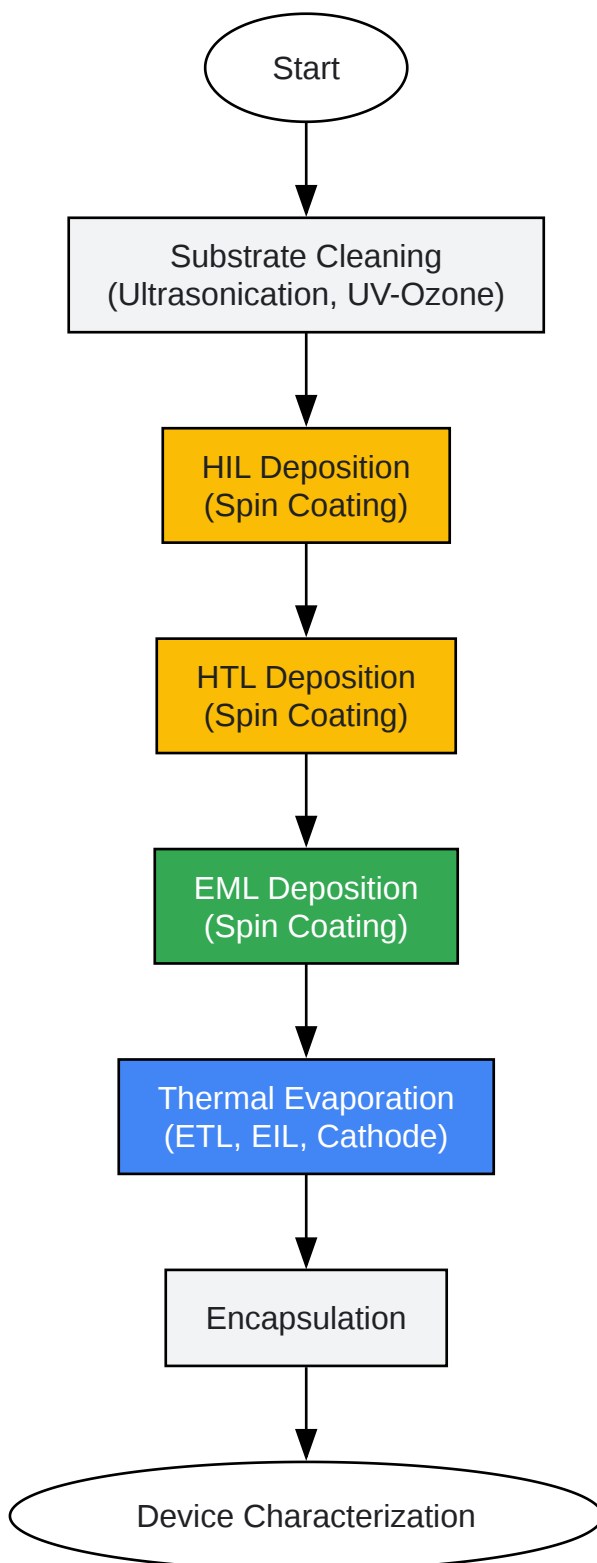 Start
Substrate Cleaning
(Ultrasonication, UV-Ozone)
HIL Deposition
(Spin Coating)
HTL Deposition
(Spin Coating)
EML Deposition
(Spin Coating)
Thermal Evaporation
(ETL, EIL, Cathode)
Encapsulation
Device Characterization